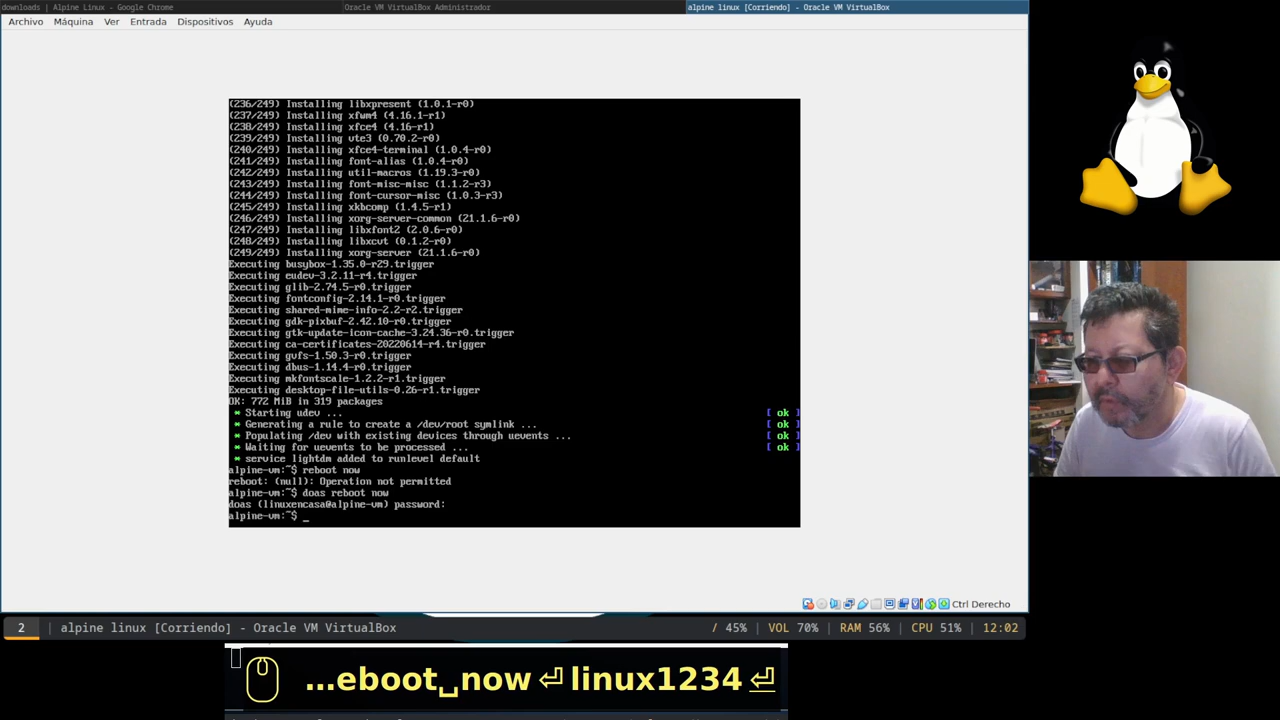 downloads | Alpine Linux - Google Chrome
Oracle VM VirtualBox Administrador
alpine linux [Corriendo] - Oracle VM VirtualBox
Archivo Máquina Ver Entrada Dispositivos Ayuda
(236/249) Installing libxpresent (1.0.1-r0)
(237/249) Installing xfwm4 (4.16.1-r1)
(238/249) Installing xfce4 (4.16-r1)
(239/249) Installing vte3 (0.70.2-r0)
(240/249) Installing xfce4-terminal (1.0.4-r0)
(241/249) Installing font-alias (1.0.4-r0)
(242/249) Installing util-macros (1.19.3-r0)
(243/249) Installing font-misc-misc (1.1.2-r3)
(244/249) Installing font-cursor-misc (1.0.3-r3)
(245/249) Installing xkbcomp (1.4.5-r1)
(246/249) Installing xorg-server-common (21.1.6-r0)
(247/249) Installing libxfont2 (2.0.6-r0)
(248/249) Installing libxcvt (0.1.2-r0)
(249/249) Installing xorg-server (21.1.6-r0)
Executing busybox-1.35.0-r29.trigger
Executing eudev-3.2.11-r4.trigger
Executing glib-2.74.5-r0.trigger
Executing fontconfig-2.14.1-r0.trigger
Executing shared-mime-info-2.2-r2.trigger
Executing gdk-pixbuf-2.42.10-r0.trigger
Executing gtk-update-icon-cache-3.24.36-r0.trigger
Executing ca-certificates-20220614-r4.trigger
Executing gvfs-1.50.3-r0.trigger
Executing dbus-1.14.4-r0.trigger
Executing mkfontscale-1.2.2-r1.trigger
Executing desktop-file-utils-0.26-r1.trigger
OK: 772 MiB in 319 packages
* Starting udev ... [ ok ]
* Generating a rule to create a /dev/root symlink ... [ ok ]
* Populating /dev with existing devices through uevents ... [ ok ]
* Waiting for uevents to be processed ... [ ok ]
* service lightdm added to runlevel default
alpine-vm:~$ reboot now
reboot: (null): Operation not permitted
alpine-vm:~$ doas reboot now
doas (linuxencasa@alpine-vm) password:
alpine-vm:~$ _
Ctrl Derecho
2 | alpine linux [Corriendo] - Oracle VM VirtualBox / 45% | VOL 70% | RAM 56% | CPU 51% | 12:02
...eboot␣now⏎linux1234⏎